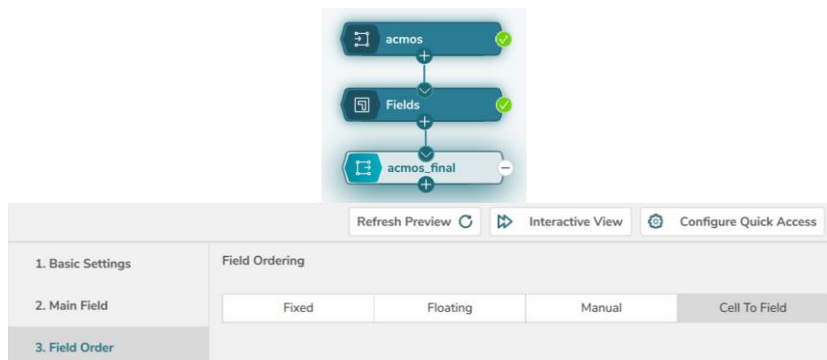 acmos
Fields
acmos_final
Refresh Preview Interactive View Configure Quick Access
1. Basic Settings Field Ordering
2. Main Field Fixed Floating Manual Cell To Field
3. Field Order